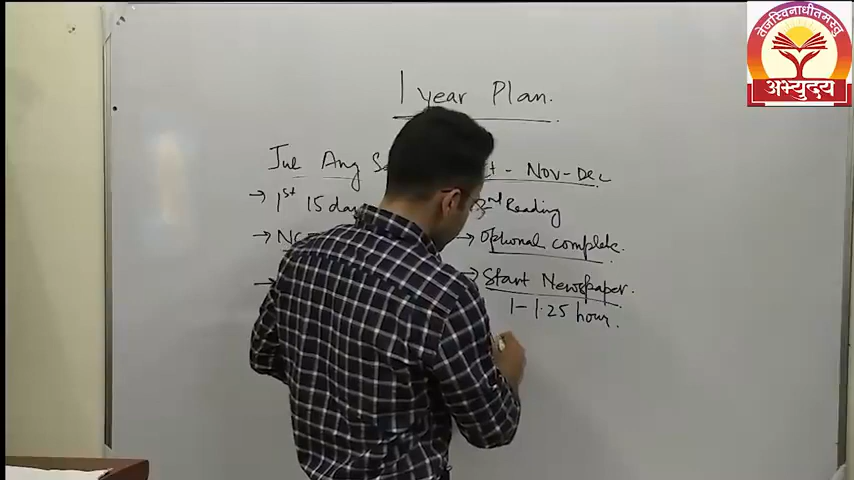 तेजस्विनाधीतमस्तु
अभ्युदय
1 year Plan.
Jul Aug
- Nov - Dec
→ 1st 15 day
2nd Reading
→ NC
→ Optional complete.
→
→ Start Newspaper.
1 - 1.25 hour.